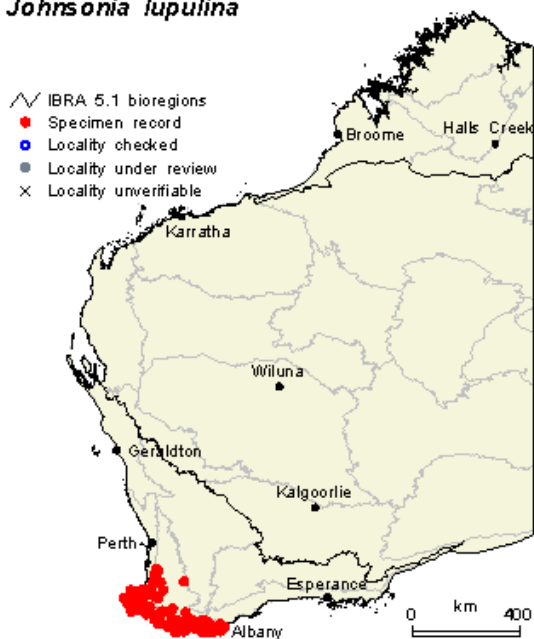 Johnsonia lupulina
IBRA 5.1 bioregions
Specimen record
Locality checked
Locality under review
Locality unverifiable
Broome
Halls Creek
Karratha
Wiluna
Geraldton
Kalgoorlie
Perth
Esperance
Albany
km
0 400